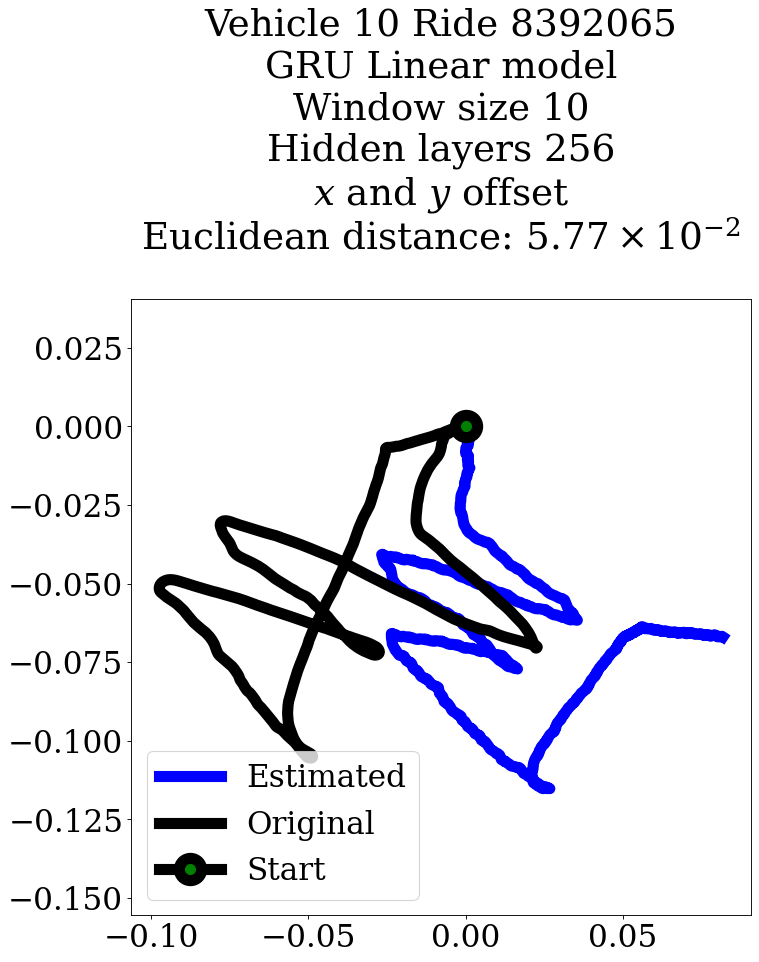 Vehicle 10 Ride 8392065
GRU Linear model
Window size 10
Hidden layers 256
x and y offset
Euclidean distance: 5.77 × 10⁻²
0.025
0.000
−0.025
−0.050
−0.075
−0.100
−0.125
−0.150
Estimated
Original
Start
−0.10 −0.05 0.00 0.05